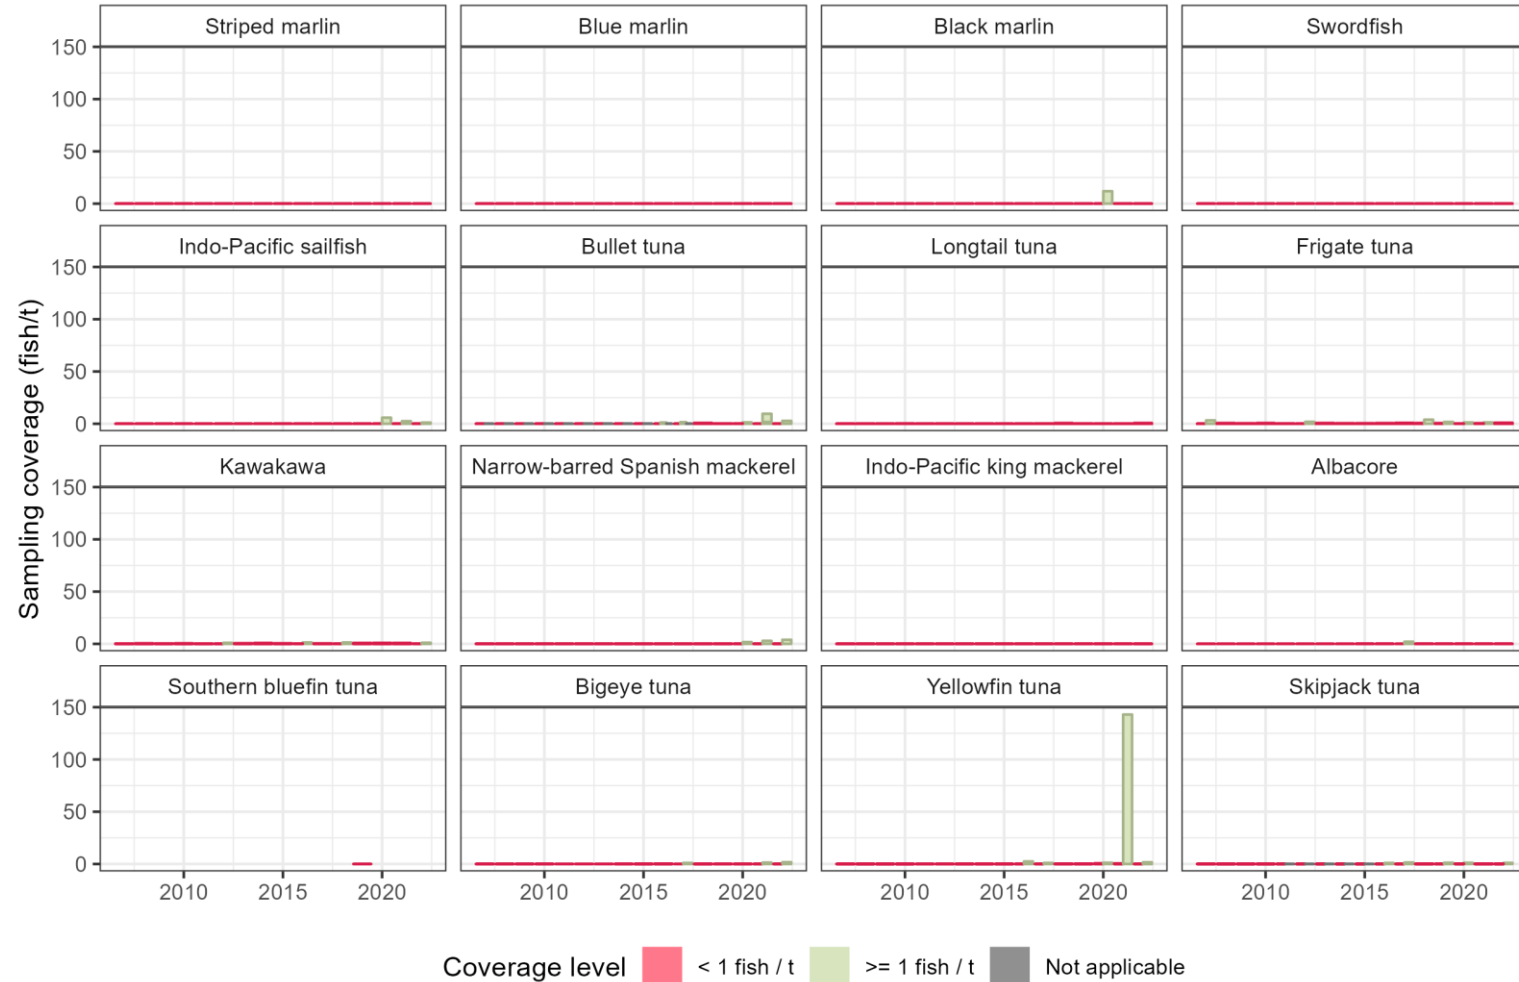 Striped marlin Blue marlin Black marlin Swordfish
150
100
50
0
Indo-Pacific sailfish Bullet tuna Longtail tuna Frigate tuna
150
100
50
0
Kawakawa Narrow-barred Spanish mackerel Indo-Pacific king mackerel Albacore
150
100
50
0
Southern bluefin tuna Bigeye tuna Yellowfin tuna Skipjack tuna
150
100
50
0
Sampling coverage (fish/t)
2010 2015 2020 2010 2015 2020 2010 2015 2020 2010 2015 2020
Coverage level < 1 fish / t >= 1 fish / t Not applicable